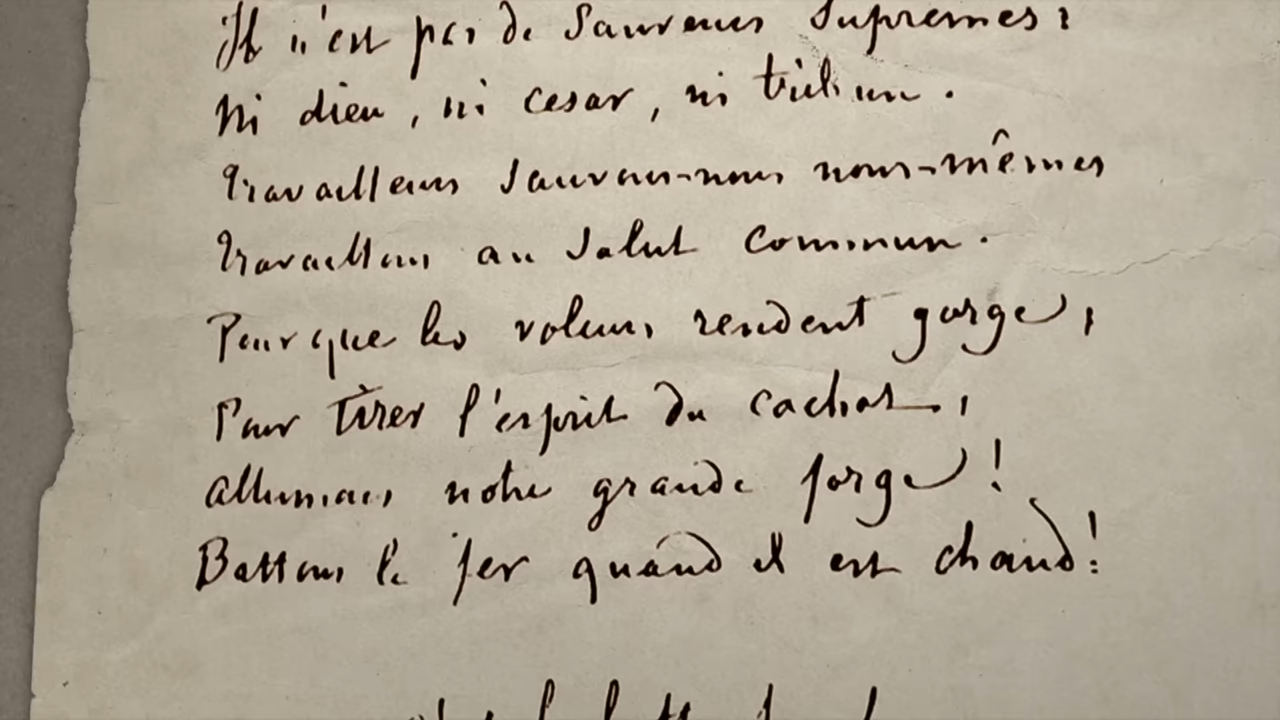 Il n'est pas de Sauveurs Suprêmes :
Ni dieu, ni cesar, ni tribun.
Travailleurs Sauvons-nous nous-mêmes
Travaillons au Salut Commun.
Pour que les voleurs rendent gorge,
Pour tirer l'esprit du cachot,
allumons notre grande forge !
Battons le fer quand il est chaud !